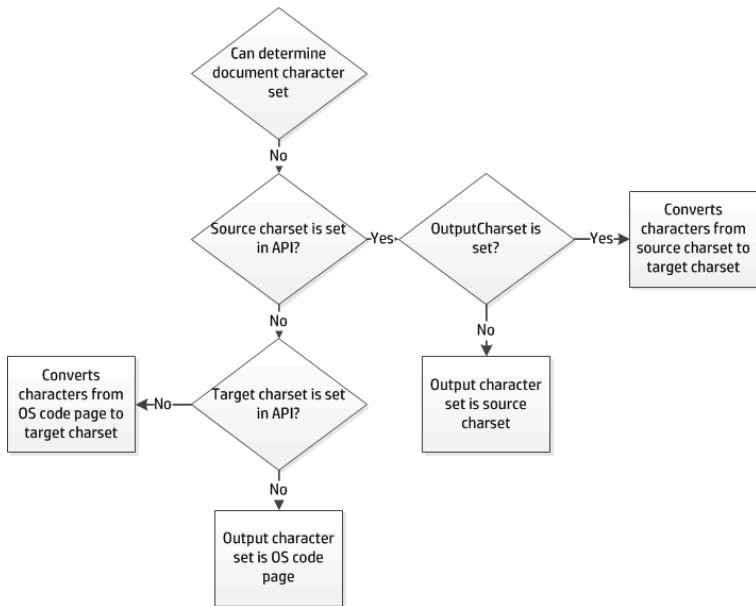 Can determine
document character
set
No
Source charset is set
in API?
Yes
OutputCharset is
set?
Yes
Converts
characters from
source charset to
target charset
No
No
Converts
characters from
OS code page to
target charset
No
Target charset is set
in API?
Output character
set is source
charset
No
Output character
set is OS code
page